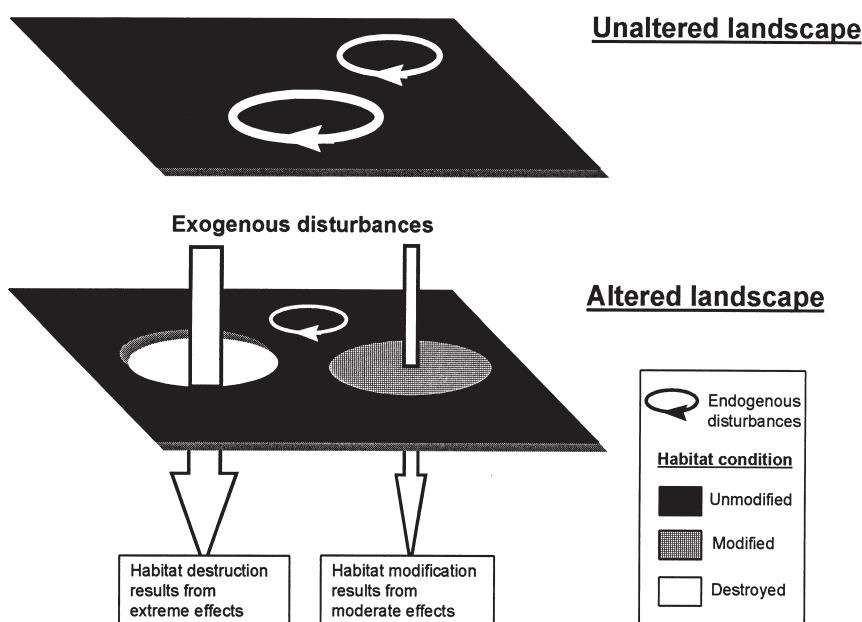 Unaltered landscape
Exogenous disturbances
Altered landscape
Endogenous
disturbances
Habitat condition
Unmodified
Modified
Destroyed
Habitat destruction
results from
extreme effects
Habitat modification
results from
moderate effects